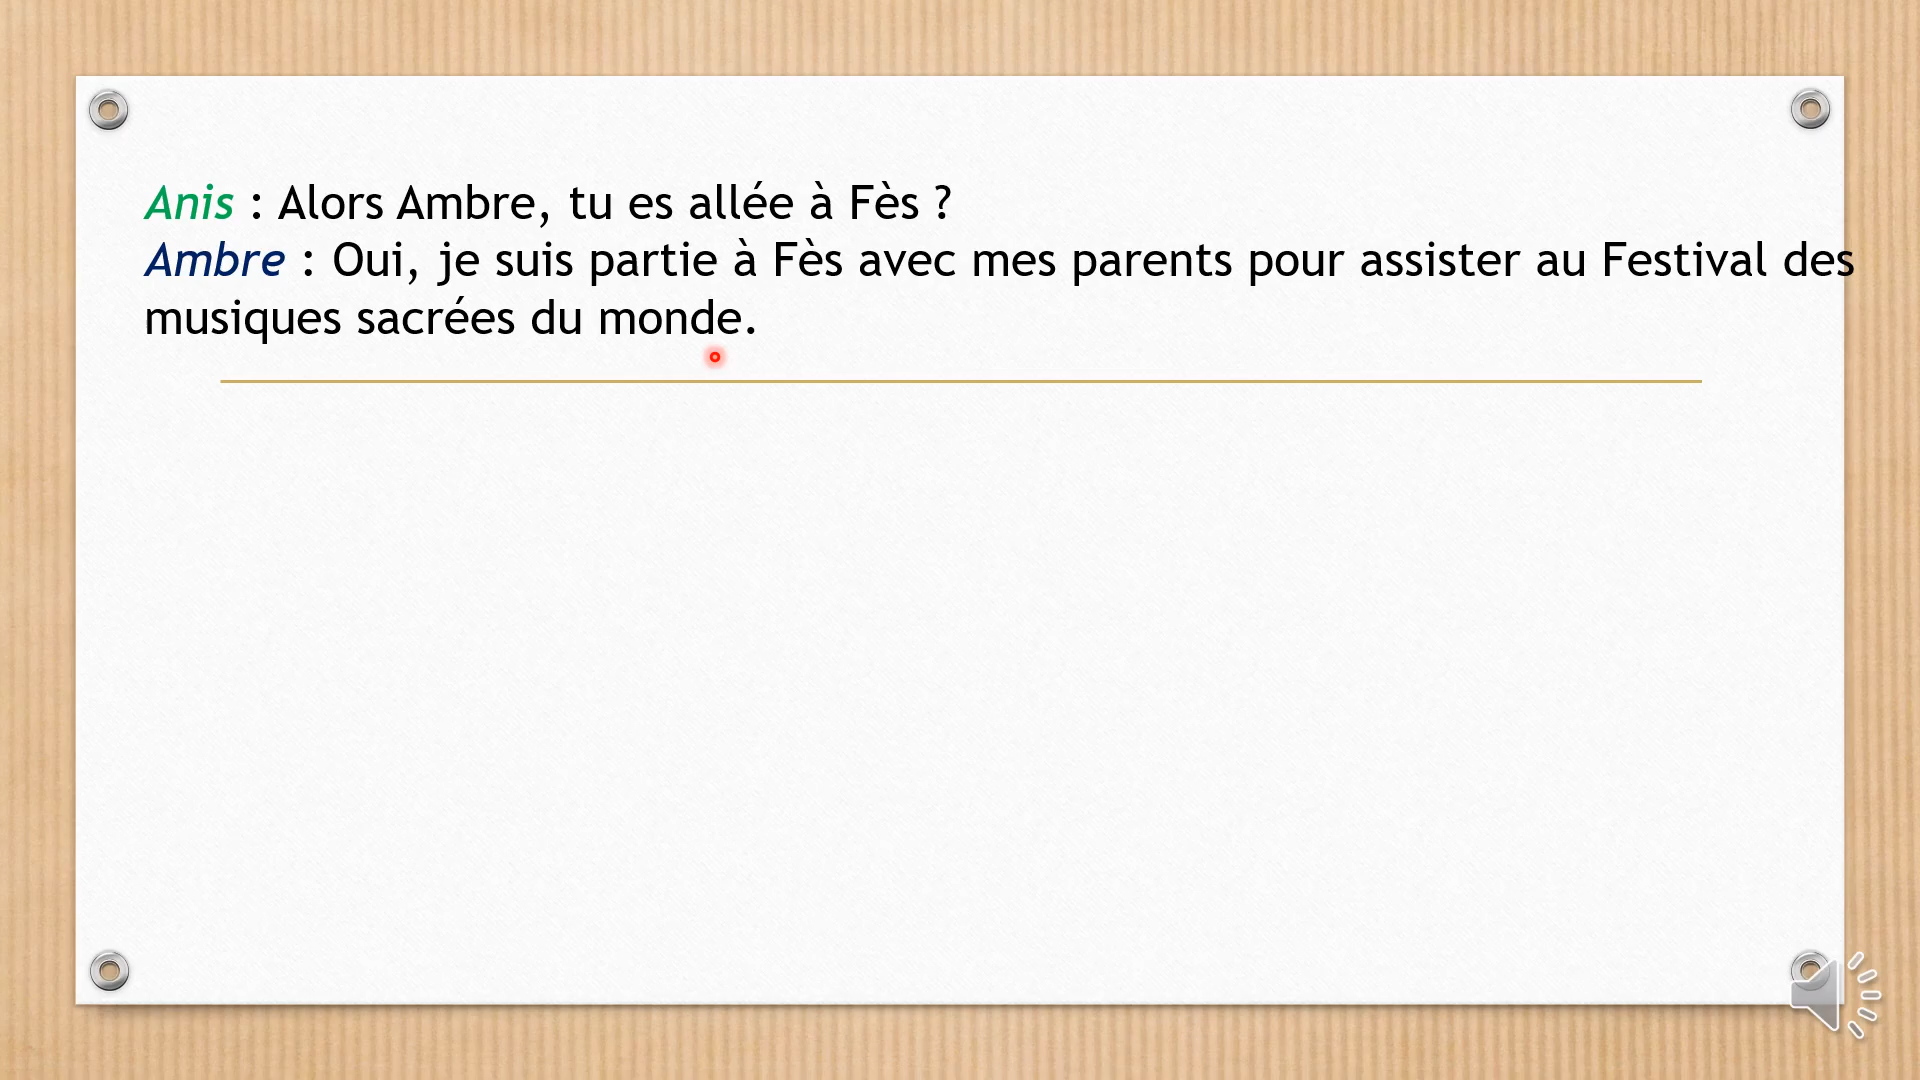 Anis : Alors Ambre, tu es allée à Fès ?
Ambre : Oui, je suis partie à Fès avec mes parents pour assister au Festival des
musiques sacrées du monde.